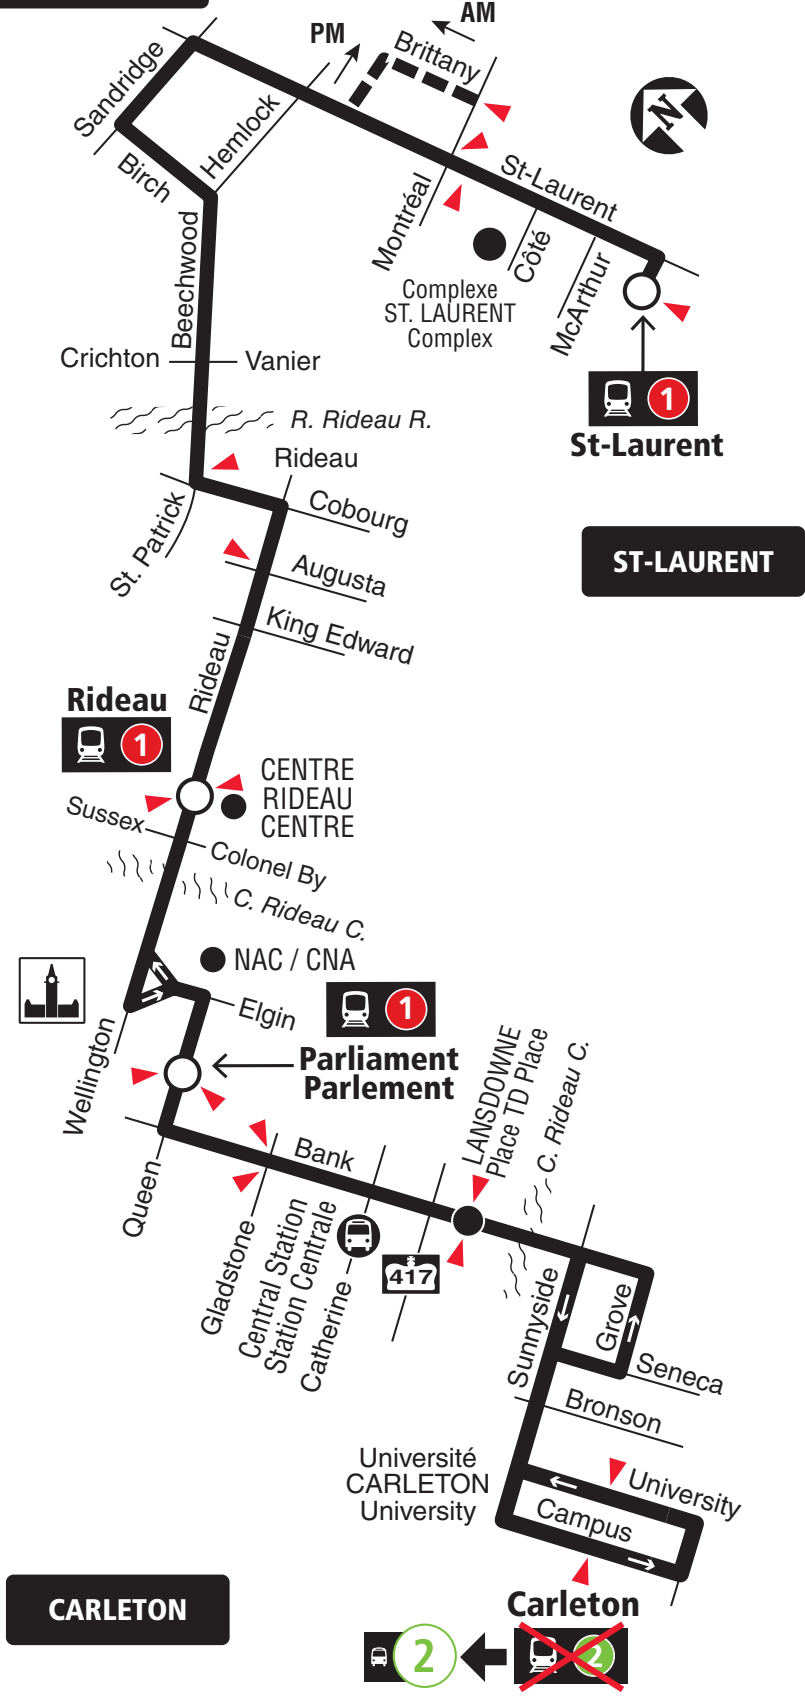 AM
PM
Brittany
Sandridge
Hemlock
N
Birch
St-Laurent
Montréal
Côté
McArthur
Beechwood
Complexe
ST. LAURENT
Complex
Crichton
Vanier
1
St-Laurent
R. Rideau R.
Rideau
Cobourg
St. Patrick
ST-LAURENT
Augusta
King Edward
Rideau
Rideau
1
CENTRE
RIDEAU
CENTRE
Sussex
Colonel By
C. Rideau C.
NAC / CNA
Elgin
1
Parliament
Parlement
Wellington
LANSDOWNE
Place TD Place
C. Rideau C.
Queen
Bank
Gladstone
Central Station
Station Centrale
Catherine
417
Sunnyside
Grove
Seneca
Bronson
Université
CARLETON
University
University
Campus
CARLETON
Carleton
2
2